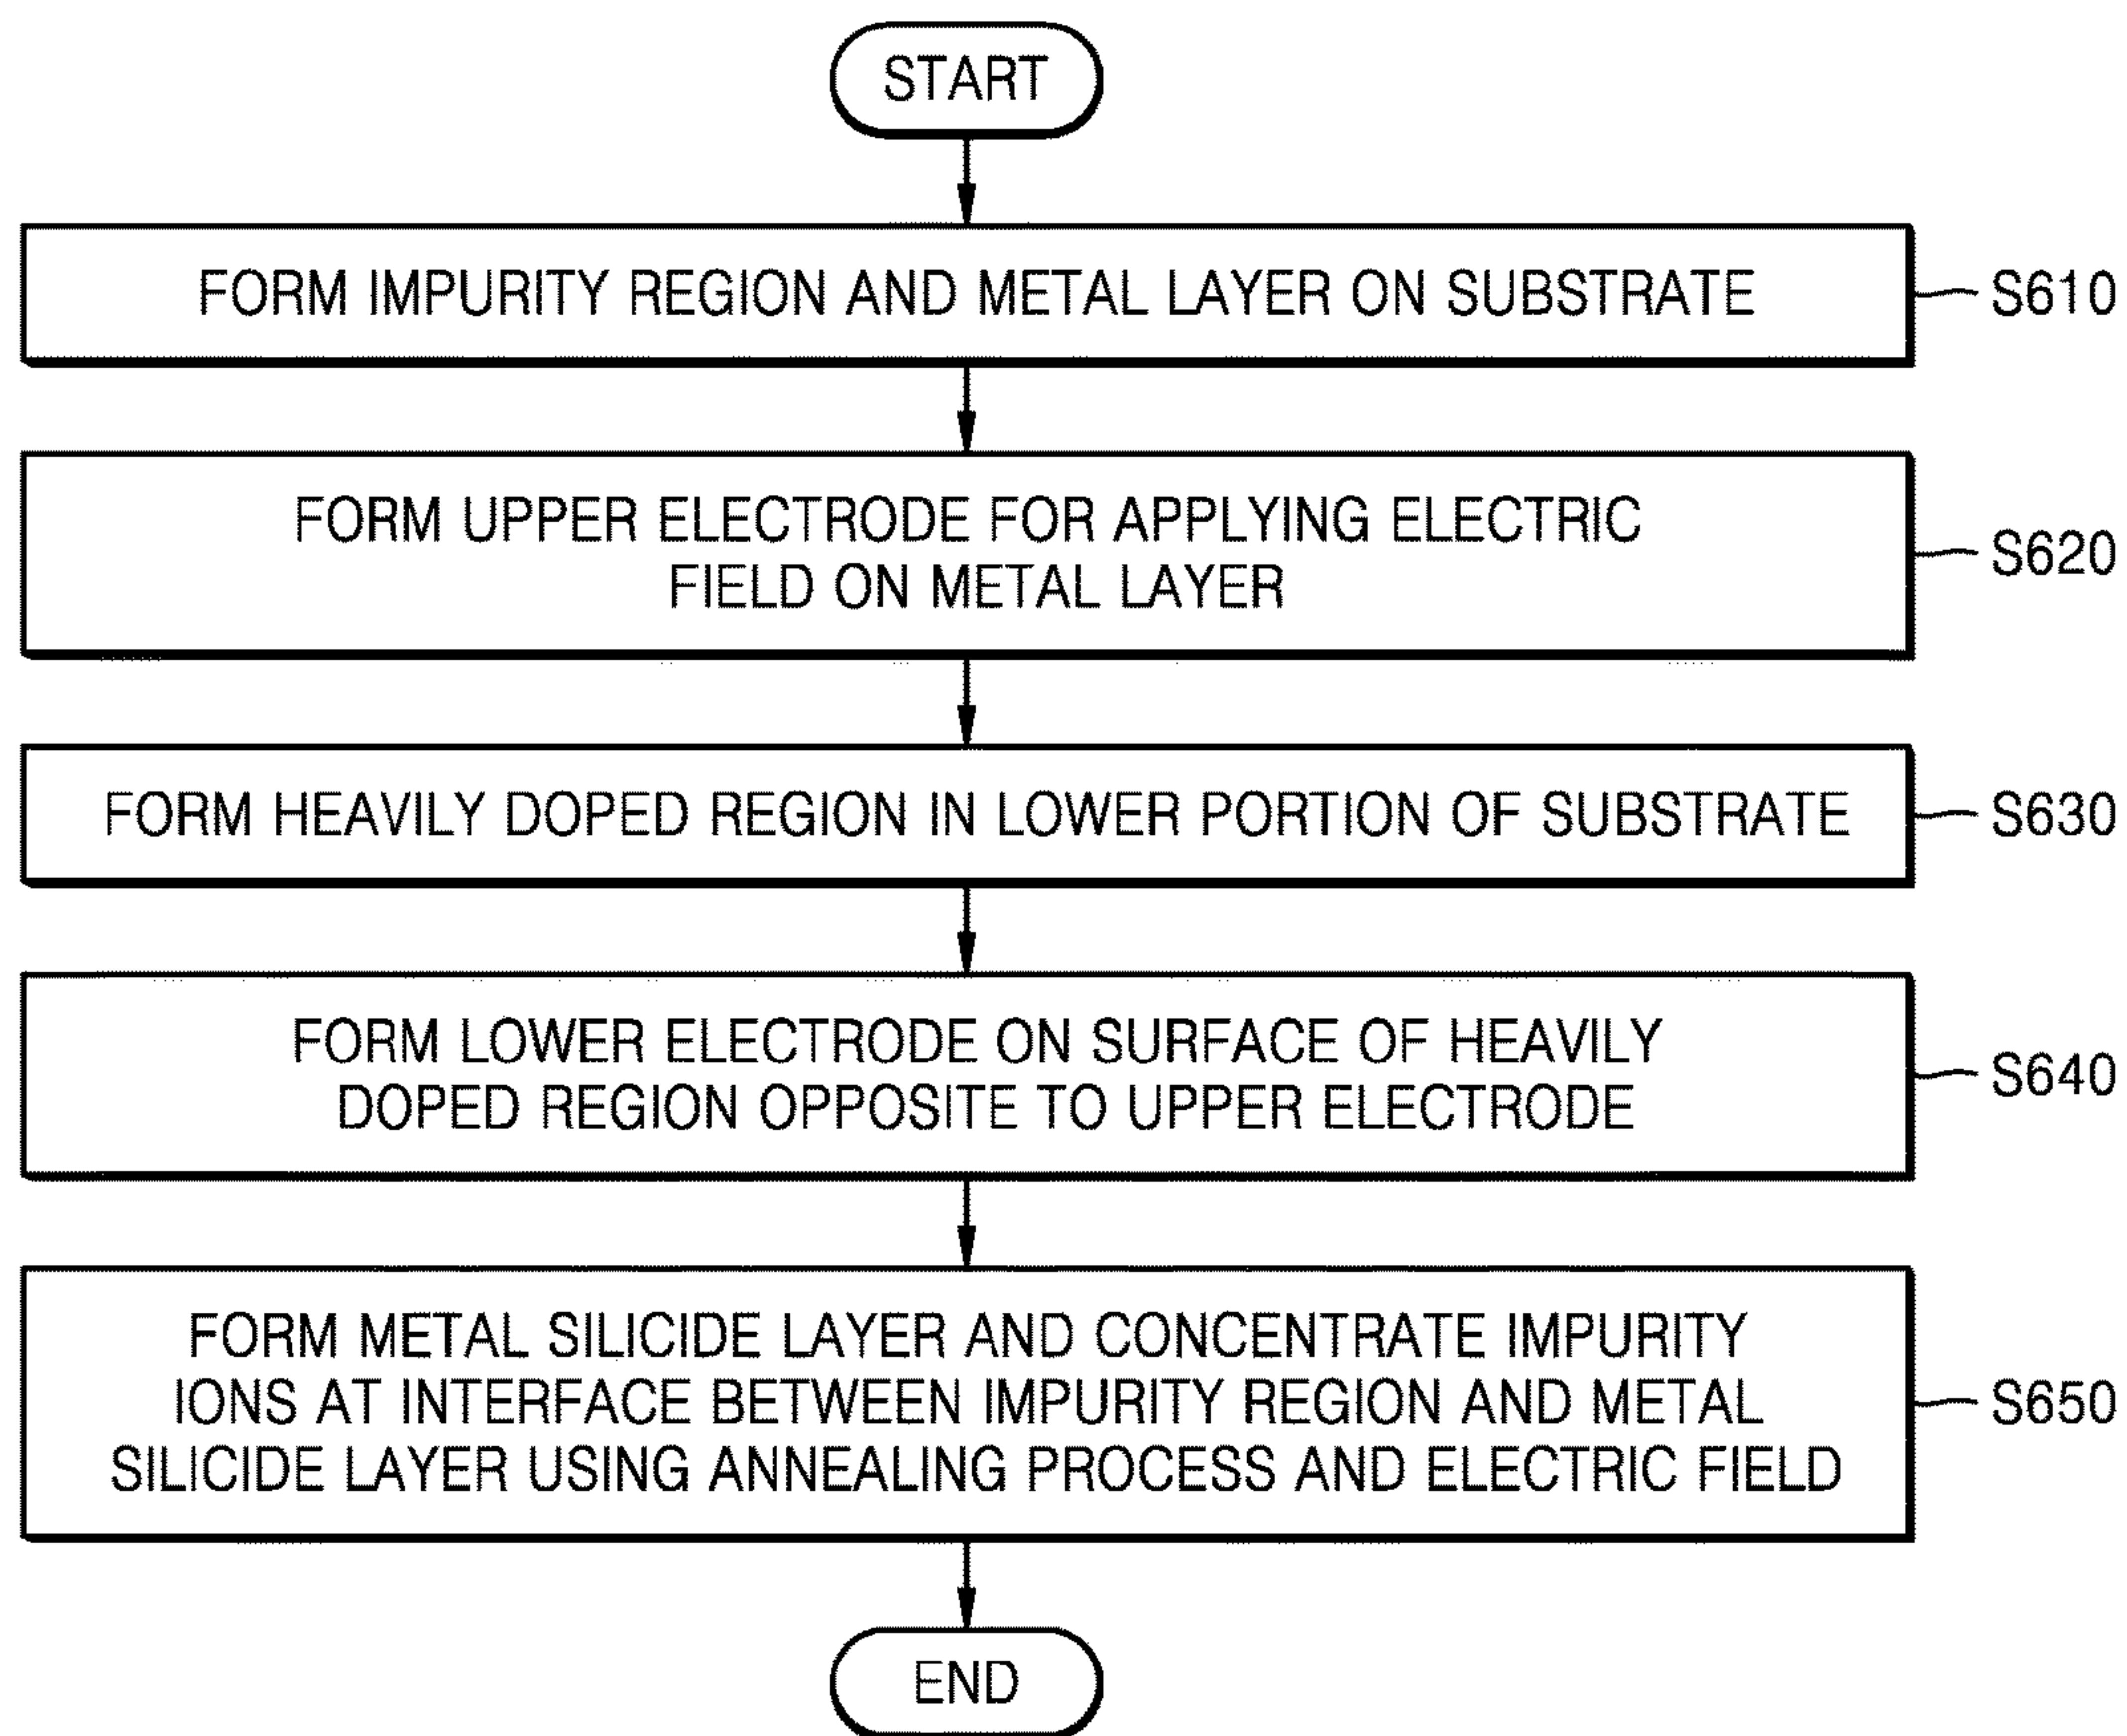 START
FORM IMPURITY REGION AND METAL LAYER ON SUBSTRATE
S610
FORM UPPER ELECTRODE FOR APPLYING ELECTRIC
FIELD ON METAL LAYER
S620
FORM HEAVILY DOPED REGION IN LOWER PORTION OF SUBSTRATE
S630
FORM LOWER ELECTRODE ON SURFACE OF HEAVILY
DOPED REGION OPPOSITE TO UPPER ELECTRODE
S640
FORM METAL SILICIDE LAYER AND CONCENTRATE IMPURITY
IONS AT INTERFACE BETWEEN IMPURITY REGION AND METAL
SILICIDE LAYER USING ANNEALING PROCESS AND ELECTRIC FIELD
S650
END